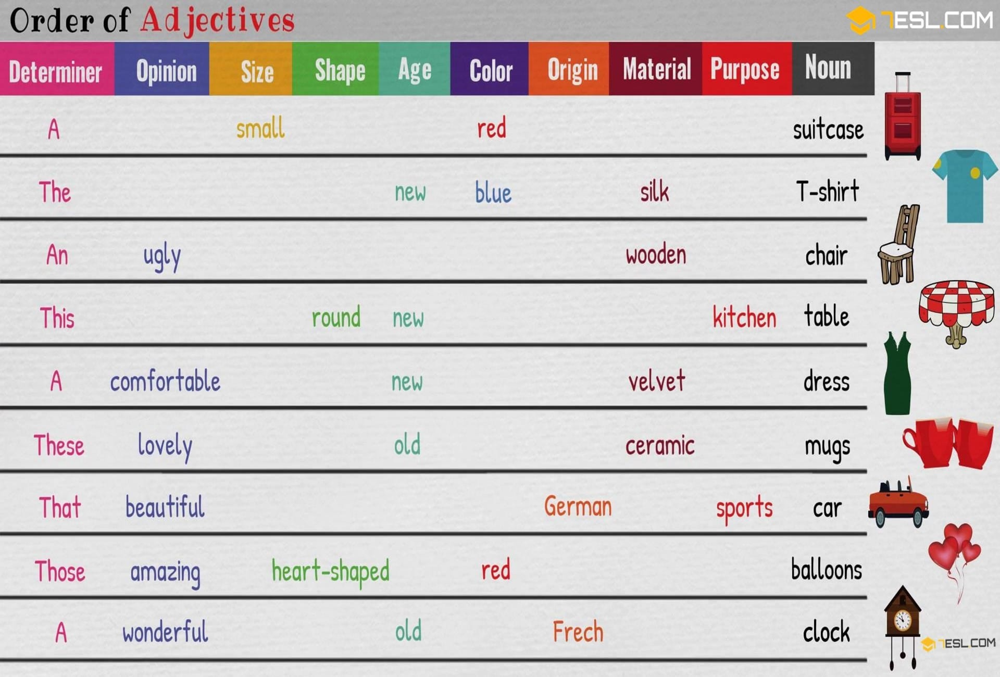 Order of Adjectives
7ESL.COM
Determiner Opinion Size Shape Age Color Origin Material Purpose Noun
A small red suitcase
The new blue silk T-shirt
An ugly wooden chair
This round new kitchen table
A comfortable new velvet dress
These lovely old ceramic mugs
That beautiful German sports car
Those amazing heart-shaped red balloons
A wonderful old Frech clock
7ESL.COM